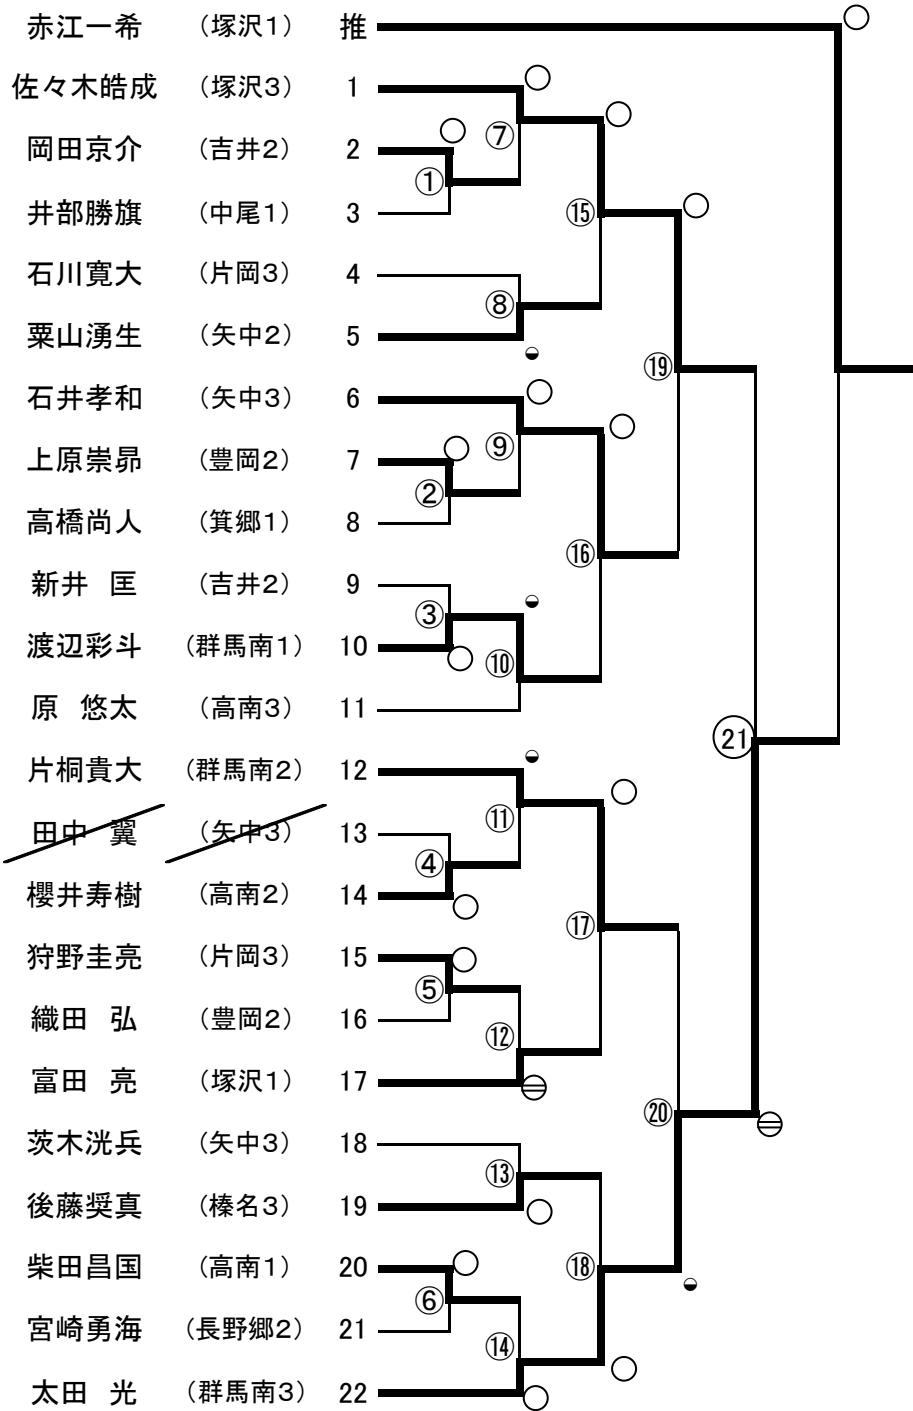 赤江一希 （塚沢1） 推
佐々木皓成 （塚沢3） 1
岡田京介 （吉井2） 2
井部勝旗 （中尾1） 3
石川寛大 （片岡3） 4
粟山湧生 （矢中2） 5
石井孝和 （矢中3） 6
上原崇昴 （豊岡2） 7
高橋尚人 （箕郷1） 8
新井　匡 （吉井2） 9
渡辺彩斗 （群馬南1） 10
原　悠太 （高南3） 11
片桐貴大 （群馬南2） 12
田中　翼 （矢中3） 13
櫻井寿樹 （高南2） 14
狩野圭亮 （片岡3） 15
織田　弘 （豊岡2） 16
富田　亮 （塚沢1） 17
茨木洸兵 （矢中3） 18
後藤奨真 （榛名3） 19
柴田昌国 （高南1） 20
宮崎勇海 （長野郷2） 21
太田　光 （群馬南3） 22
①
②
③
④
⑤
⑥
⑦
⑧
⑨
⑩
⑪
⑫
⑬
⑭
⑮
⑯
⑰
⑱
⑲
⑳
21